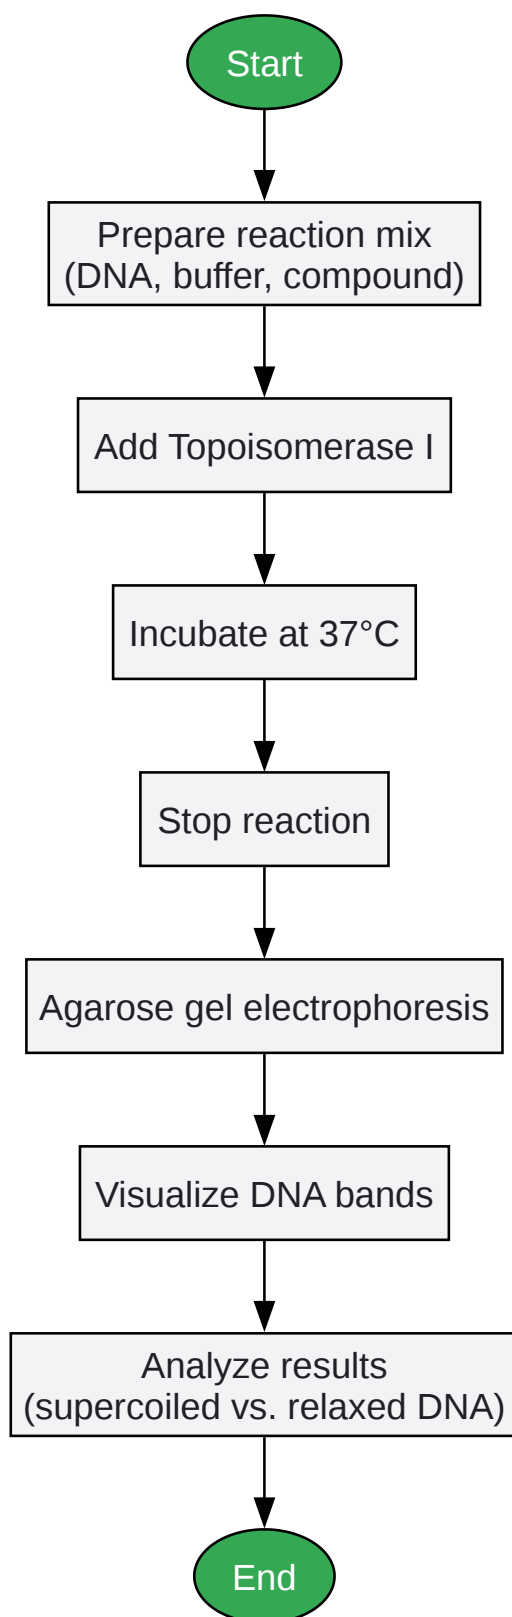 Start
Prepare reaction mix
(DNA, buffer, compound)
Add Topoisomerase I
Incubate at 37°C
Stop reaction
Agarose gel electrophoresis
Visualize DNA bands
Analyze results
(supercoiled vs. relaxed DNA)
End